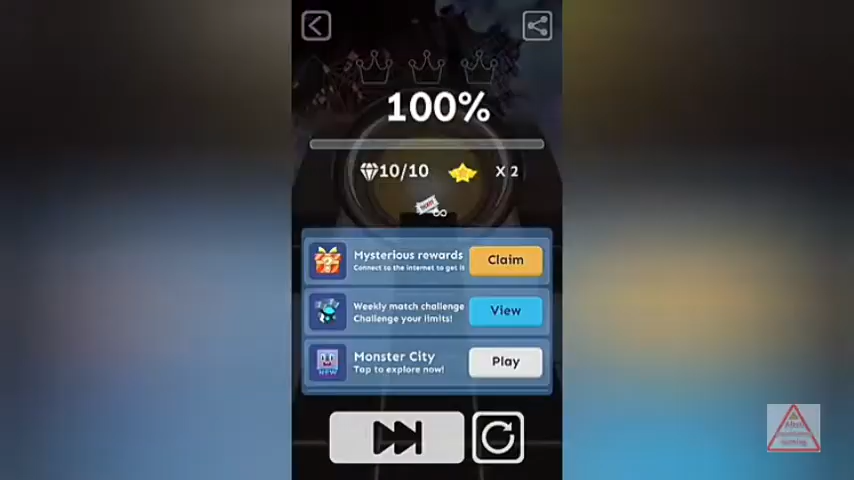 100%
10/10 X 2
Mysterious rewards
Connect to the internet to get it
Claim
Weekly match challenge
Challenge your limits!
View
Monster City
Tap to explore now!
NEW
Play